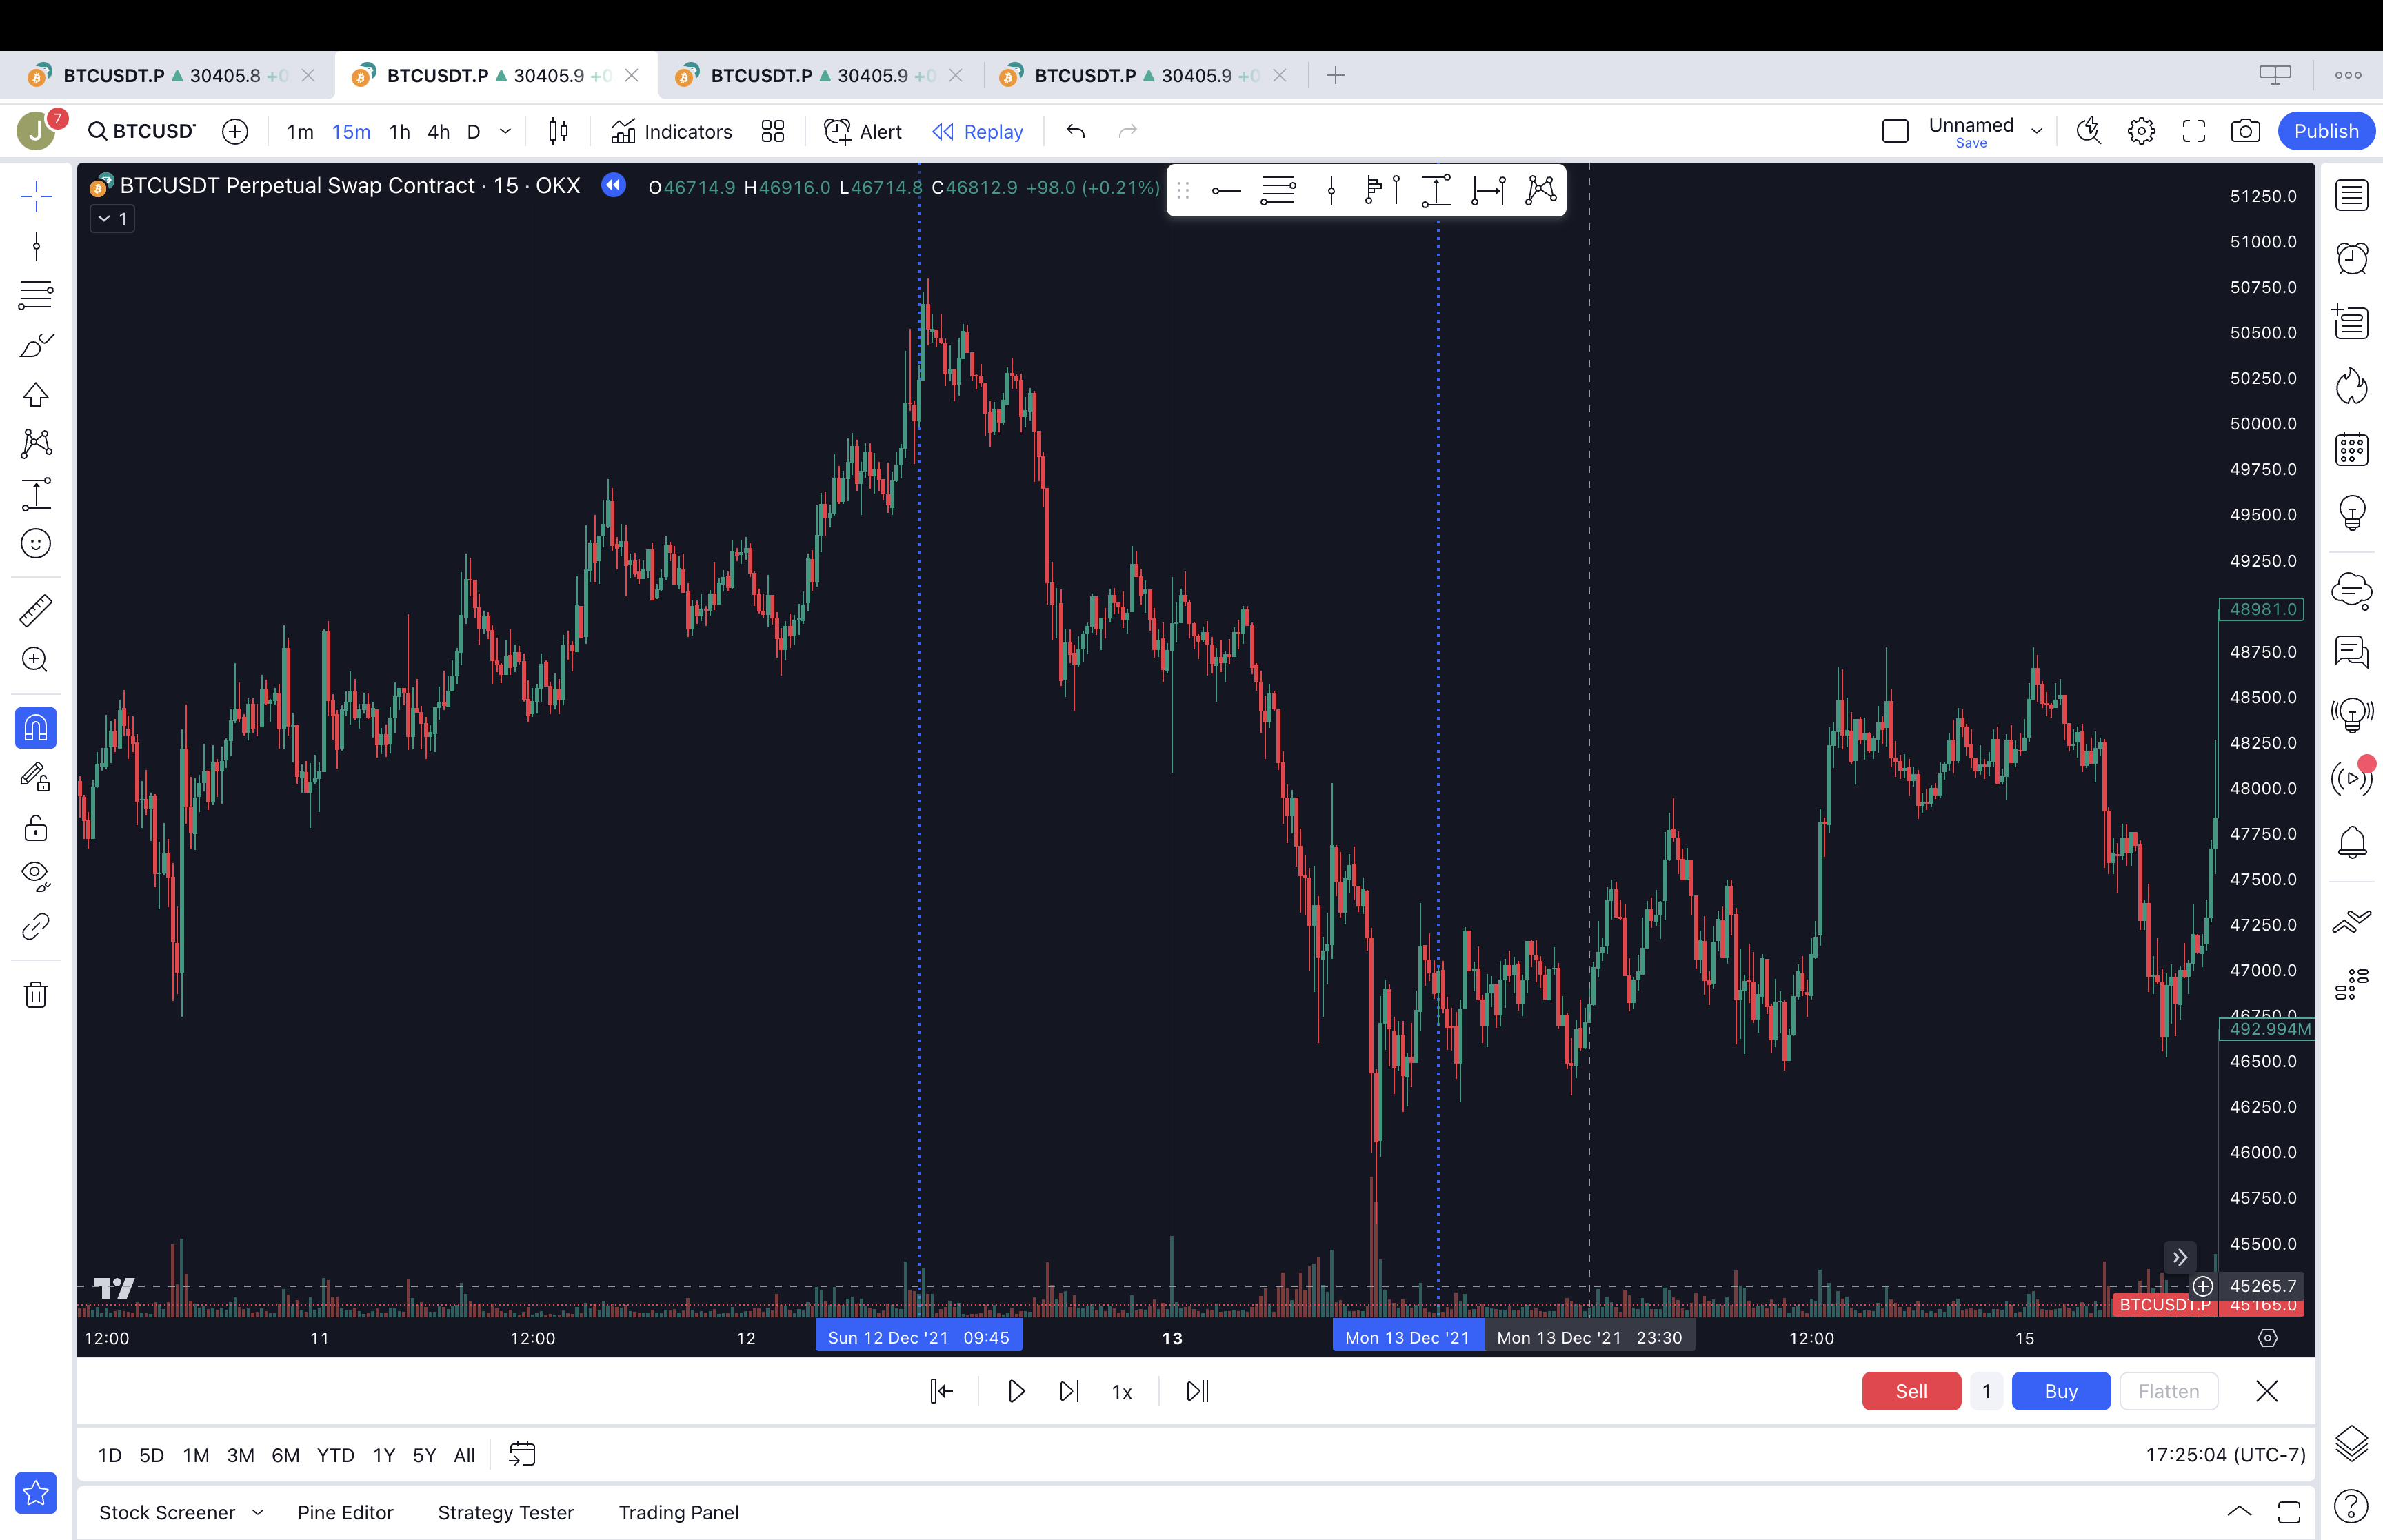 BTCUSDT.P 30405.8 +0
BTCUSDT.P 30405.9 +0
BTCUSDT.P 30405.9 +0
BTCUSDT.P 30405.9 +0
J 7 BTCUSDT 1m 15m 1h 4h D Indicators Alert Replay Unnamed Save Publish
BTCUSDT Perpetual Swap Contract · 15 · OKX O46714.9 H46916.0 L46714.8 C46812.9 +98.0 (+0.21%)
1
51250.0
51000.0
50750.0
50500.0
50250.0
50000.0
49750.0
49500.0
49250.0
48981.0
48750.0
48500.0
48250.0
48000.0
47750.0
47500.0
47250.0
47000.0
46750.0
492.994M
46500.0
46250.0
46000.0
45750.0
45500.0
45265.7
BTCUSDT.P 45165.0
12:00 11 12:00 12 Sun 12 Dec '21 09:45 13 Mon 13 Dec '21 Mon 13 Dec '21 23:30 12:00 15
1x Sell 1 Buy Flatten
1D 5D 1M 3M 6M YTD 1Y 5Y All 17:25:04 (UTC-7)
Stock Screener Pine Editor Strategy Tester Trading Panel